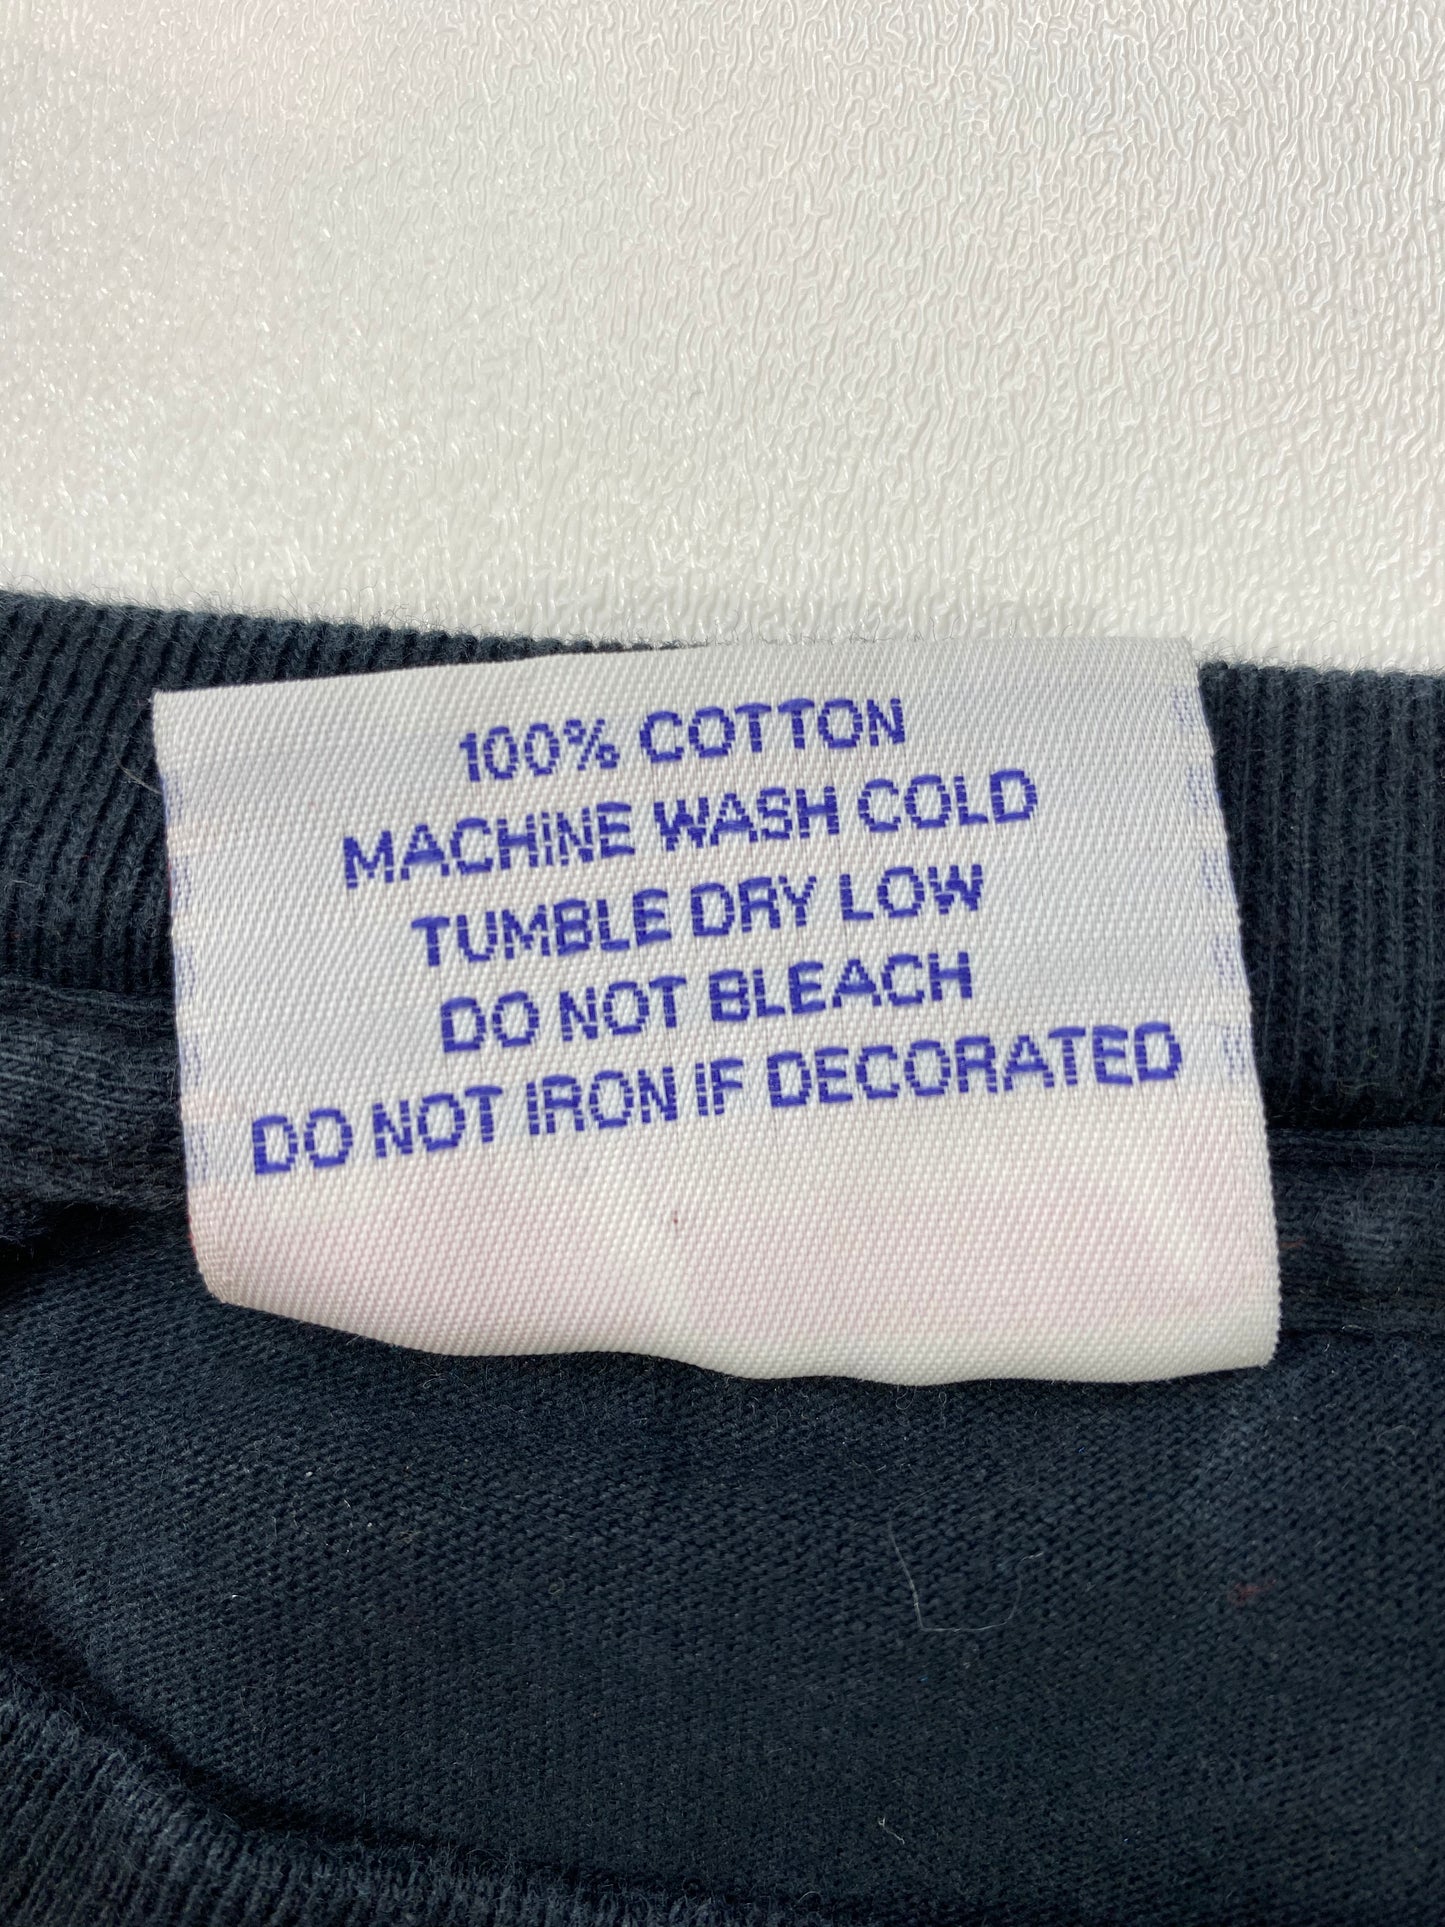 100% COTTON
MACHINE WASH COLD
TUMBLE DRY LOW
DO NOT BLEACH
DO NOT IRON IF DECORATED